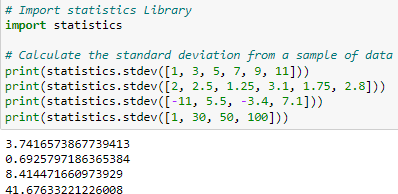 # Import statistics Library
import statistics
# Calculate the standard deviation from a sample of data
print(statistics.stdev([1, 3, 5, 7, 9, 11]))
print(statistics.stdev([2, 2.5, 1.25, 3.1, 1.75, 2.8]))
print(statistics.stdev([-11, 5.5, -3.4, 7.1]))
print(statistics.stdev([1, 30, 50, 100]))
3.7416573867739413
0.6925797186365384
8.414471660973929
41.67633221226008